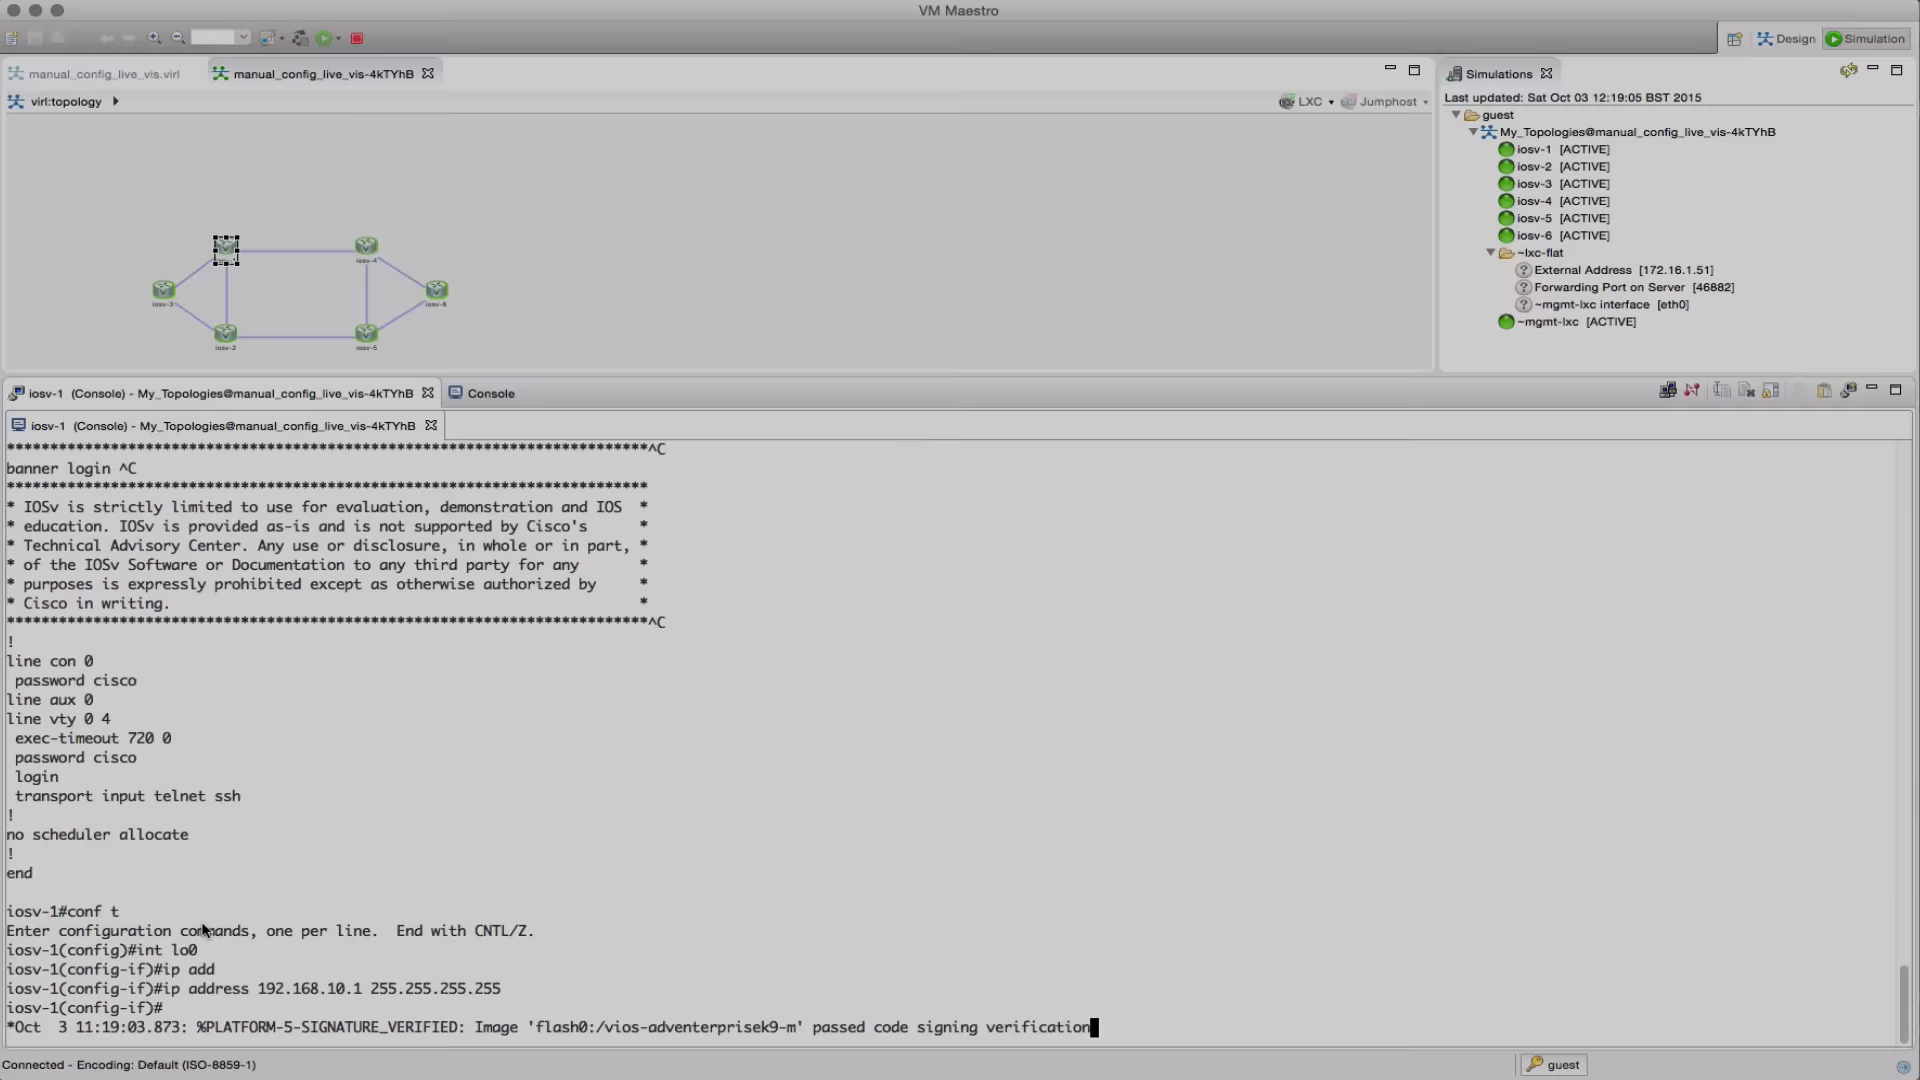 VM Maestro
Design
Simulation
manual_config_live_vis.virl
manual_config_live_vis-4kTYhB
virl:topology
LXC
Jumphost
iosv-4
iosv-3
iosv-6
iosv-2
iosv-5
Simulations
Last updated: Sat Oct 03 12:19:05 BST 2015
guest
My_Topologies@manual_config_live_vis-4kTYhB
iosv-1 [ACTIVE]
iosv-2 [ACTIVE]
iosv-3 [ACTIVE]
iosv-4 [ACTIVE]
iosv-5 [ACTIVE]
iosv-6 [ACTIVE]
~lxc-flat
External Address [172.16.1.51]
Forwarding Port on Server [46882]
~mgmt-lxc interface [eth0]
~mgmt-lxc [ACTIVE]
iosv-1 (Console) - My_Topologies@manual_config_live_vis-4kTYhB
Console
iosv-1 (Console) - My_Topologies@manual_config_live_vis-4kTYhB
**************************************************************************^C
banner login ^C
**************************************************************************
* IOSv is strictly limited to use for evaluation, demonstration and IOS  *
* education. IOSv is provided as-is and is not supported by Cisco's      *
* Technical Advisory Center. Any use or disclosure, in whole or in part, *
* of the IOSv Software or Documentation to any third party for any       *
* purposes is expressly prohibited except as otherwise authorized by     *
* Cisco in writing.                                                      *
**************************************************************************^C
!
line con 0
 password cisco
line aux 0
line vty 0 4
 exec-timeout 720 0
 password cisco
 login
 transport input telnet ssh
!
no scheduler allocate
!
end
iosv-1#conf t
Enter configuration commands, one per line.  End with CNTL/Z.
iosv-1(config)#int lo0
iosv-1(config-if)#ip add
iosv-1(config-if)#ip address 192.168.10.1 255.255.255.255
iosv-1(config-if)#
*Oct  3 11:19:03.873: %PLATFORM-5-SIGNATURE_VERIFIED: Image 'flash0:/vios-adventerprisek9-m' passed code signing verification
Connected - Encoding: Default (ISO-8859-1)
guest